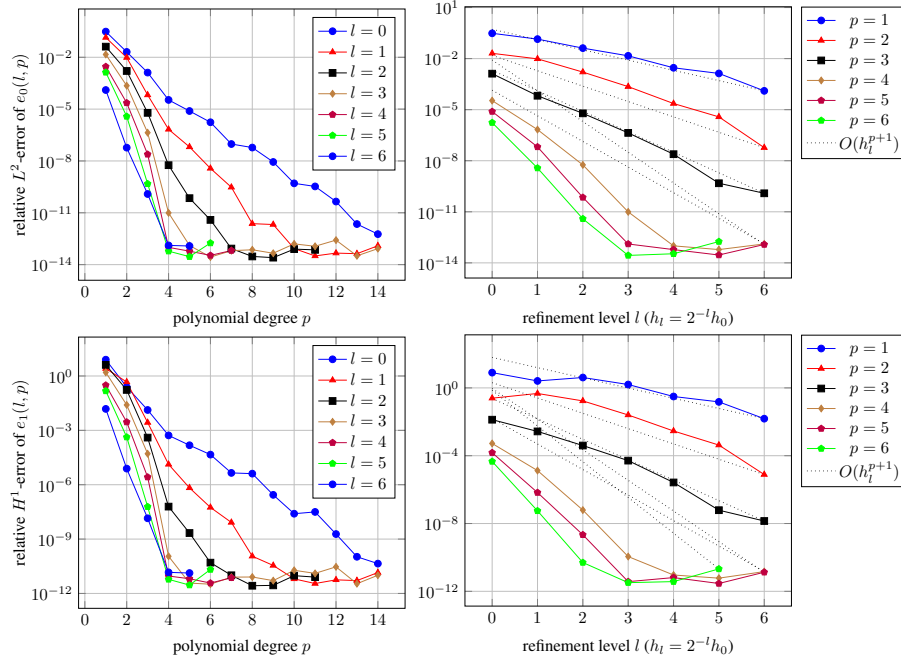 relative $L^2$-error of $e_0(l, p)$
10^{-2}
10^{-5}
10^{-8}
10^{-11}
10^{-14}
0 2 4 6 8 10 12 14
polynomial degree $p$
l = 0
l = 1
l = 2
l = 3
l = 4
l = 5
l = 6
10^{1}
10^{-2}
10^{-5}
10^{-8}
10^{-11}
10^{-14}
0 1 2 3 4 5 6
refinement level $l$ ($h_l = 2^{-l} h_0$)
p = 1
p = 2
p = 3
p = 4
p = 5
p = 6
$O(h_l^{p+1})$
relative $H^1$-error of $e_1(l, p)$
10^{0}
10^{-3}
10^{-6}
10^{-9}
10^{-12}
0 2 4 6 8 10 12 14
polynomial degree $p$
l = 0
l = 1
l = 2
l = 3
l = 4
l = 5
l = 6
10^{0}
10^{-4}
10^{-8}
10^{-12}
0 1 2 3 4 5 6
refinement level $l$ ($h_l = 2^{-l} h_0$)
p = 1
p = 2
p = 3
p = 4
p = 5
p = 6
$O(h_l^{p+1})$